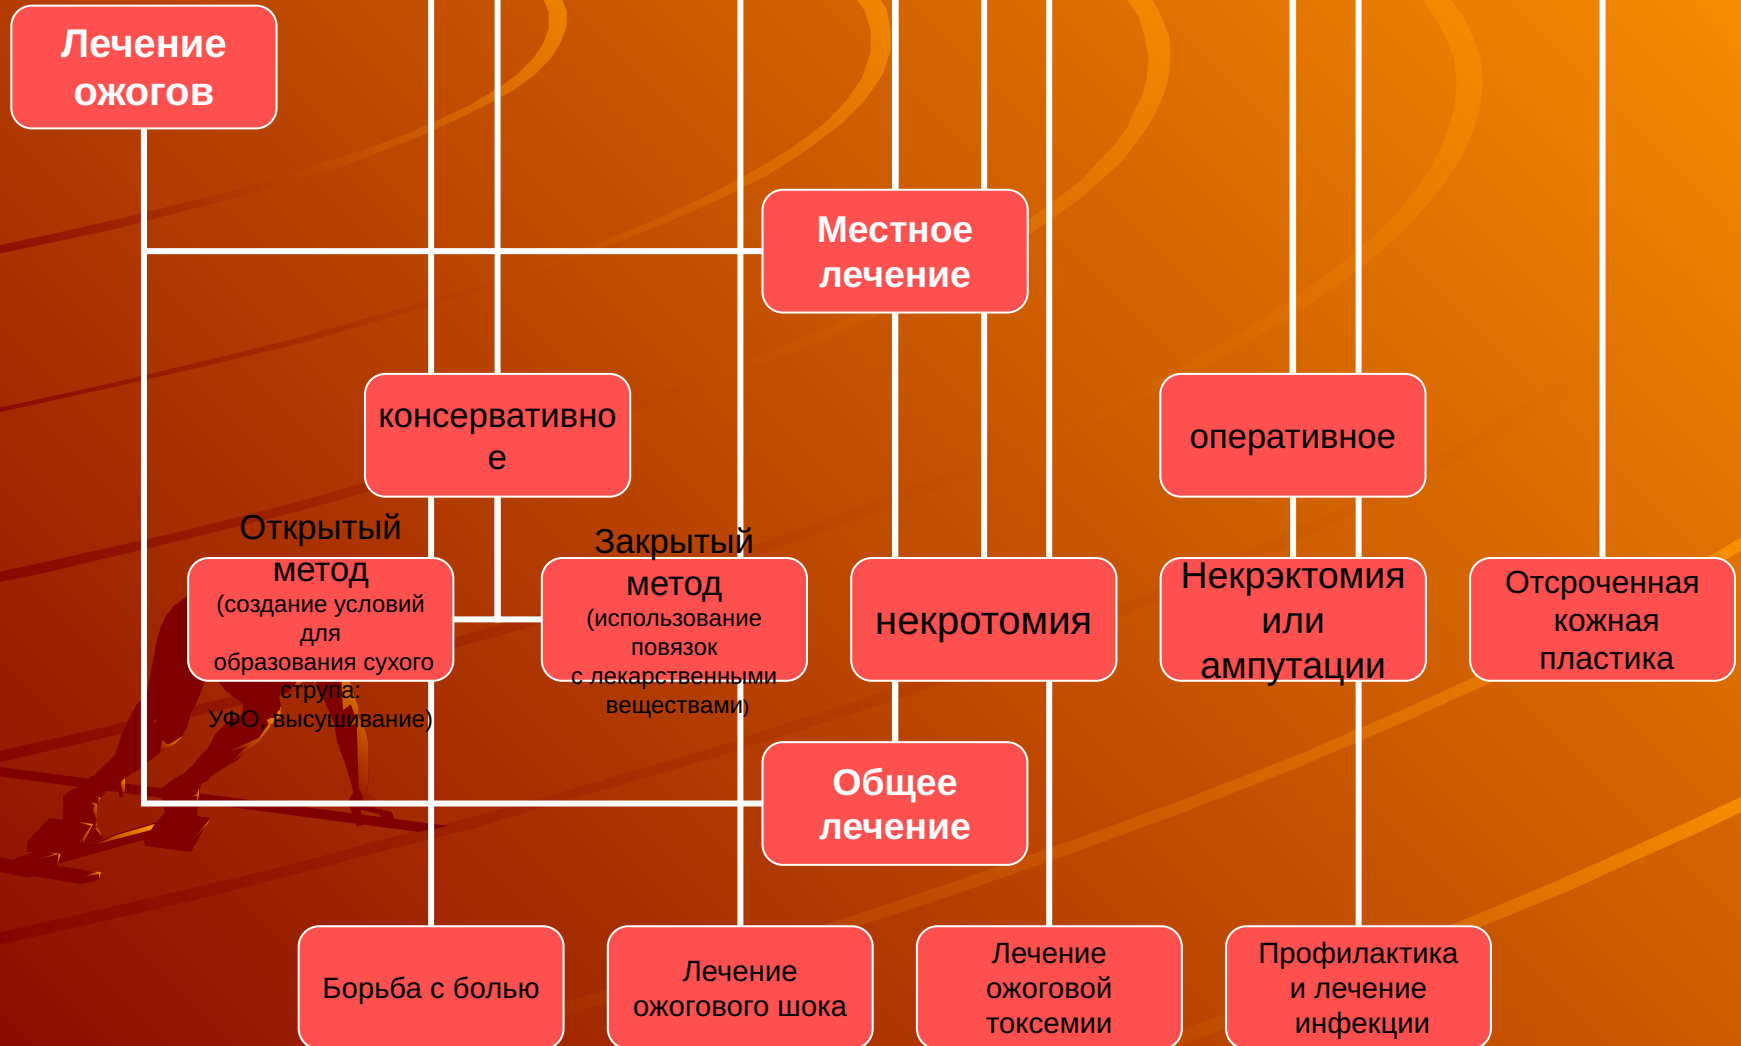 Лечение
ожогов
Местное
лечение
консервативно
е
оперативное
Открытый
метод
(создание условий
для
образования сухого
струпа:
УФО, высушивание)
Закрытый
метод
(использование
повязок
с лекарственными
веществами)
некротомия
Некрэктомия
или
ампутации
Отсроченная
кожная
пластика
Общее
лечение
Борьба с болью
Лечение
ожогового шока
Лечение
ожоговой
токсемии
Профилактика
и лечение
инфекции